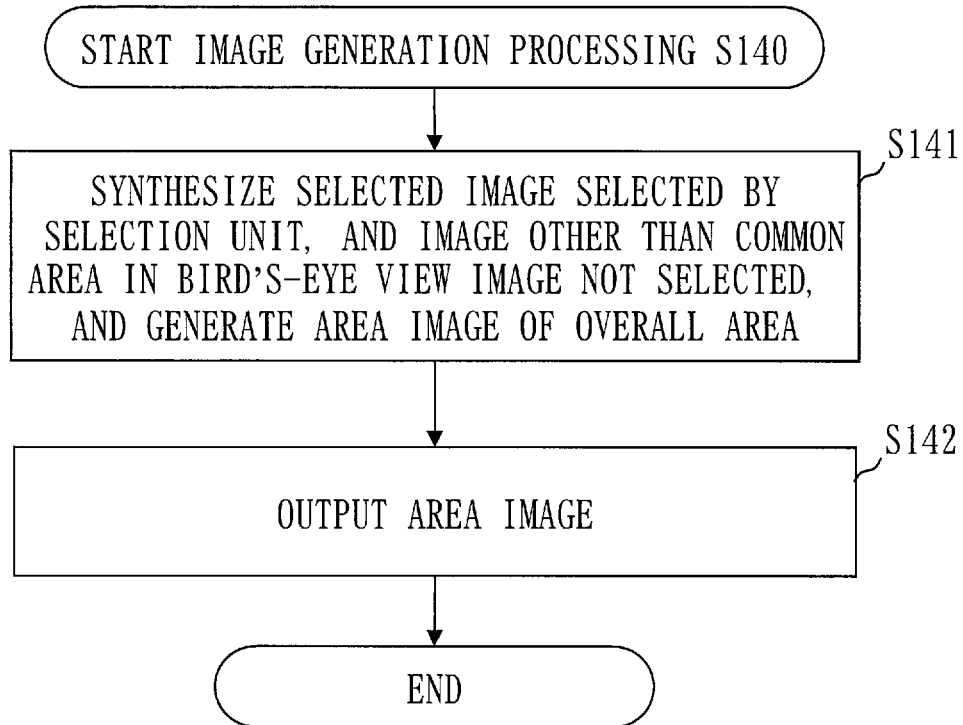 START IMAGE GENERATION PROCESSING S140
S141
SYNTHESIZE SELECTED IMAGE SELECTED BY
SELECTION UNIT, AND IMAGE OTHER THAN COMMON
AREA IN BIRD'S-EYE VIEW IMAGE NOT SELECTED,
AND GENERATE AREA IMAGE OF OVERALL AREA
S142
OUTPUT AREA IMAGE
END